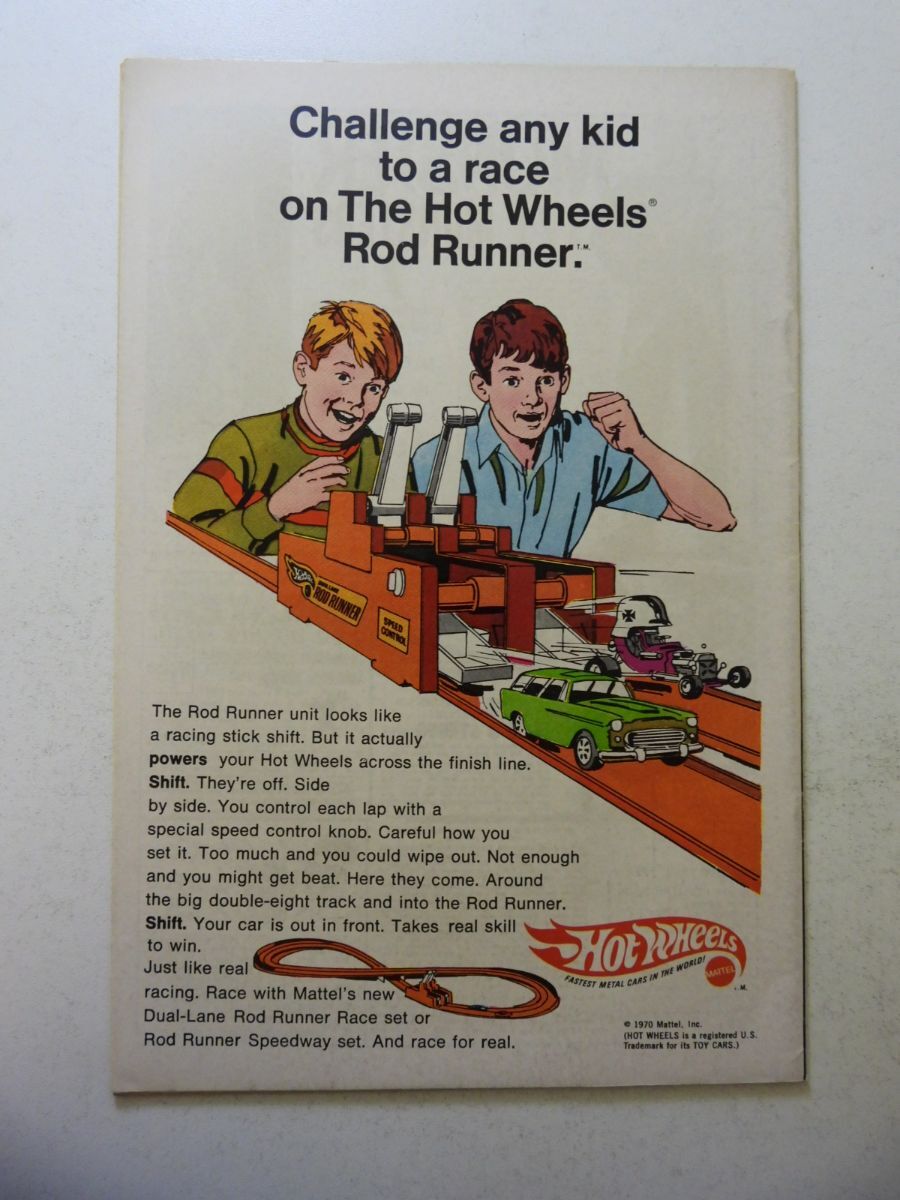 Challenge any kid
to a race
on The Hot Wheels®
Rod Runner.T.M.
ROD RUNNER
SPEED
CONTROL
The Rod Runner unit looks like
a racing stick shift. But it actually
powers your Hot Wheels across the finish line.
Shift. They're off. Side
by side. You control each lap with a
special speed control knob. Careful how you
set it. Too much and you could wipe out. Not enough
and you might get beat. Here they come. Around
the big double-eight track and into the Rod Runner.
Shift. Your car is out in front. Takes real skill
to win.
Just like real
racing. Race with Mattel's new
Dual-Lane Rod Runner Race set or
Rod Runner Speedway set. And race for real.
HOT WHEELS
FASTEST METAL CARS IN THE WORLD!
MATTEL
T.M.
© 1970 Mattel, Inc.
(HOT WHEELS is a registered U.S.
Trademark for its TOY CARS.)